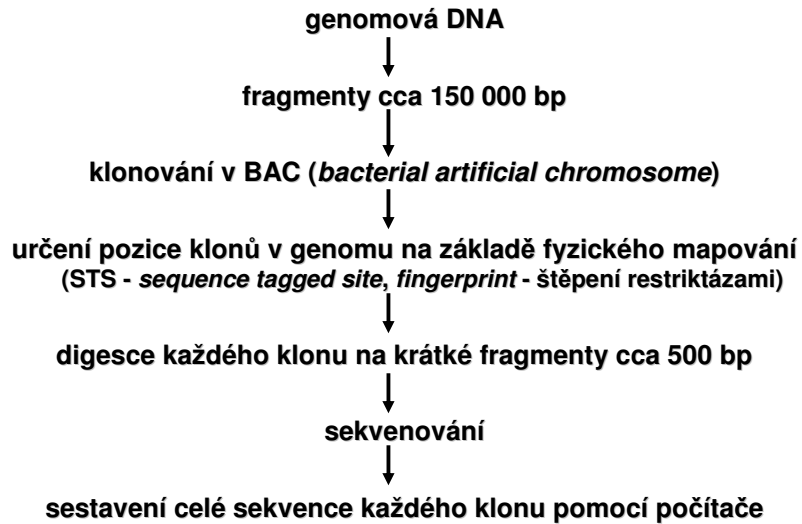 genomová DNA
fragmenty cca 150 000 bp
klonování v BAC (bacterial artificial chromosome)
určení pozice klonů v genomu na základě fyzického mapování
(STS - sequence tagged site, fingerprint - štěpení restriktázami)
digesce každého klonu na krátké fragmenty cca 500 bp
sekvenování
sestavení celé sekvence každého klonu pomocí počítače